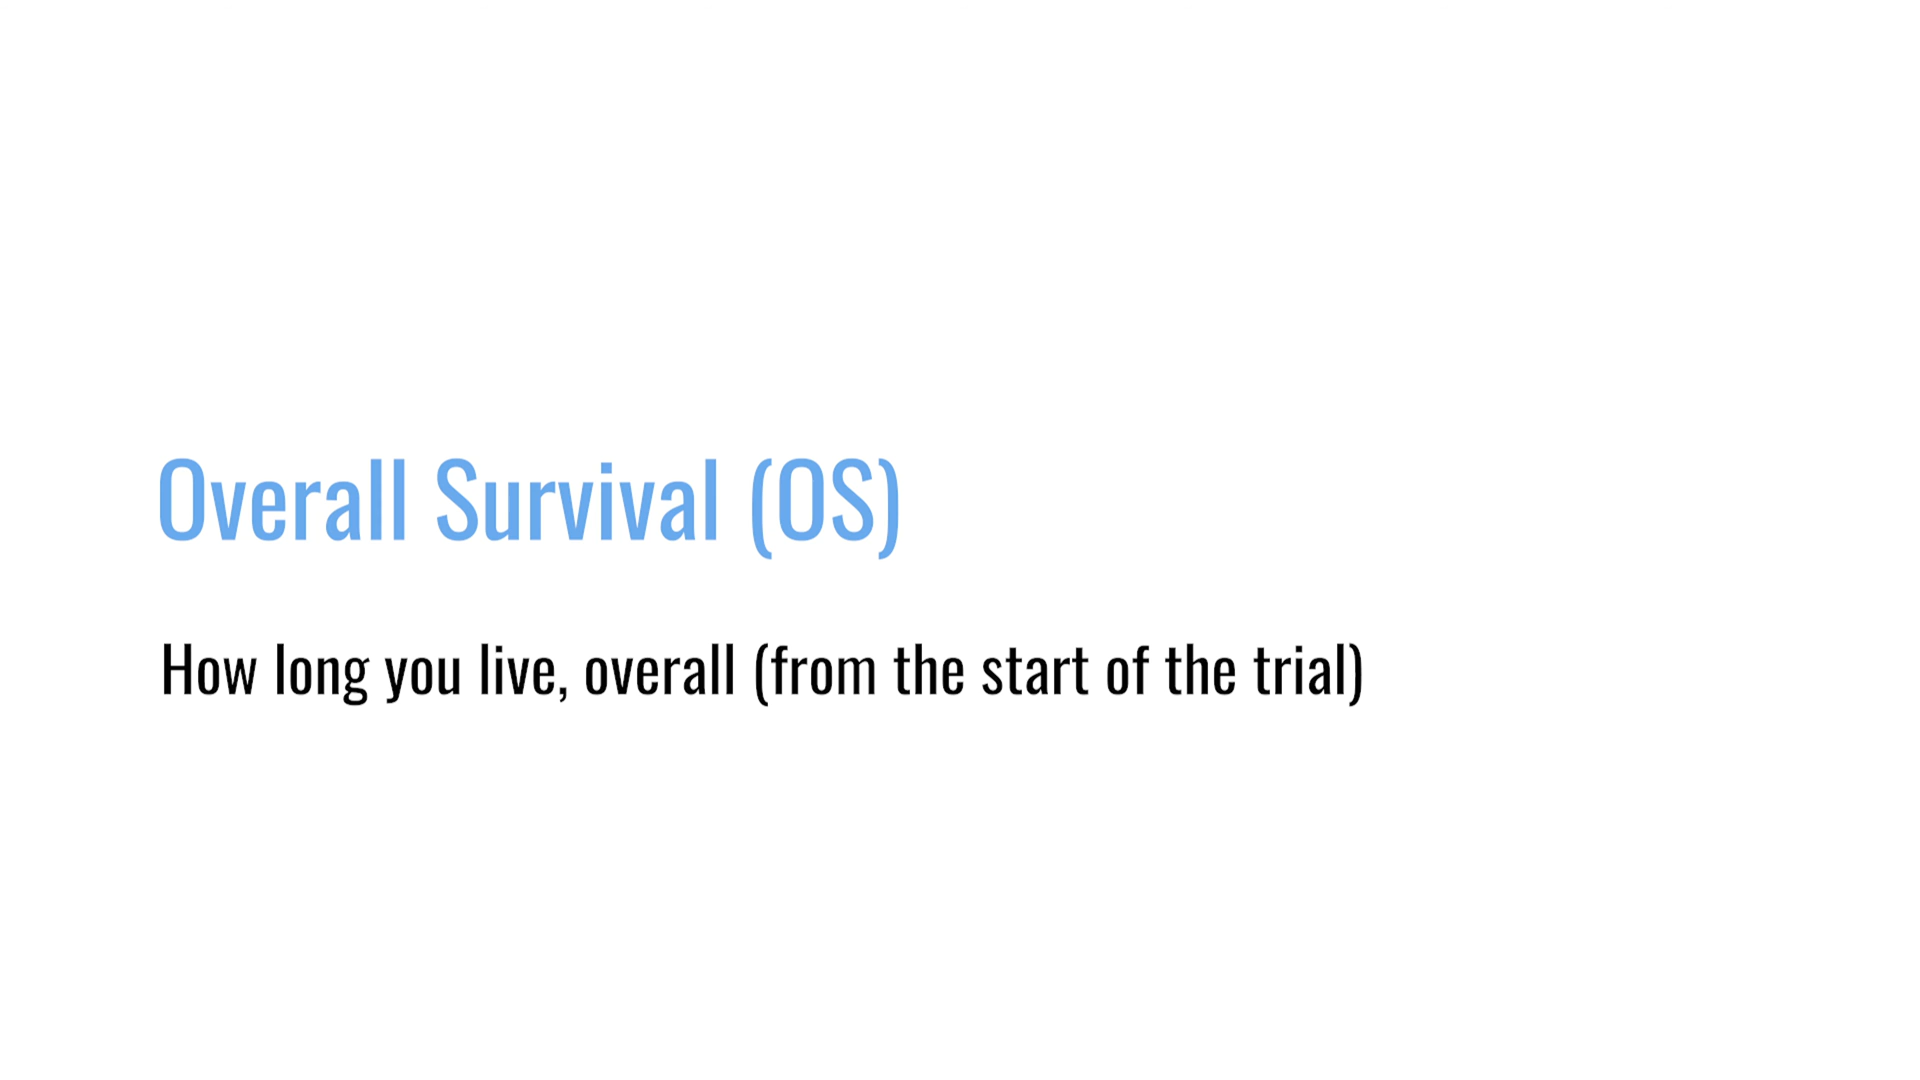 Overall Survival (OS)
How long you live, overall (from the start of the trial)